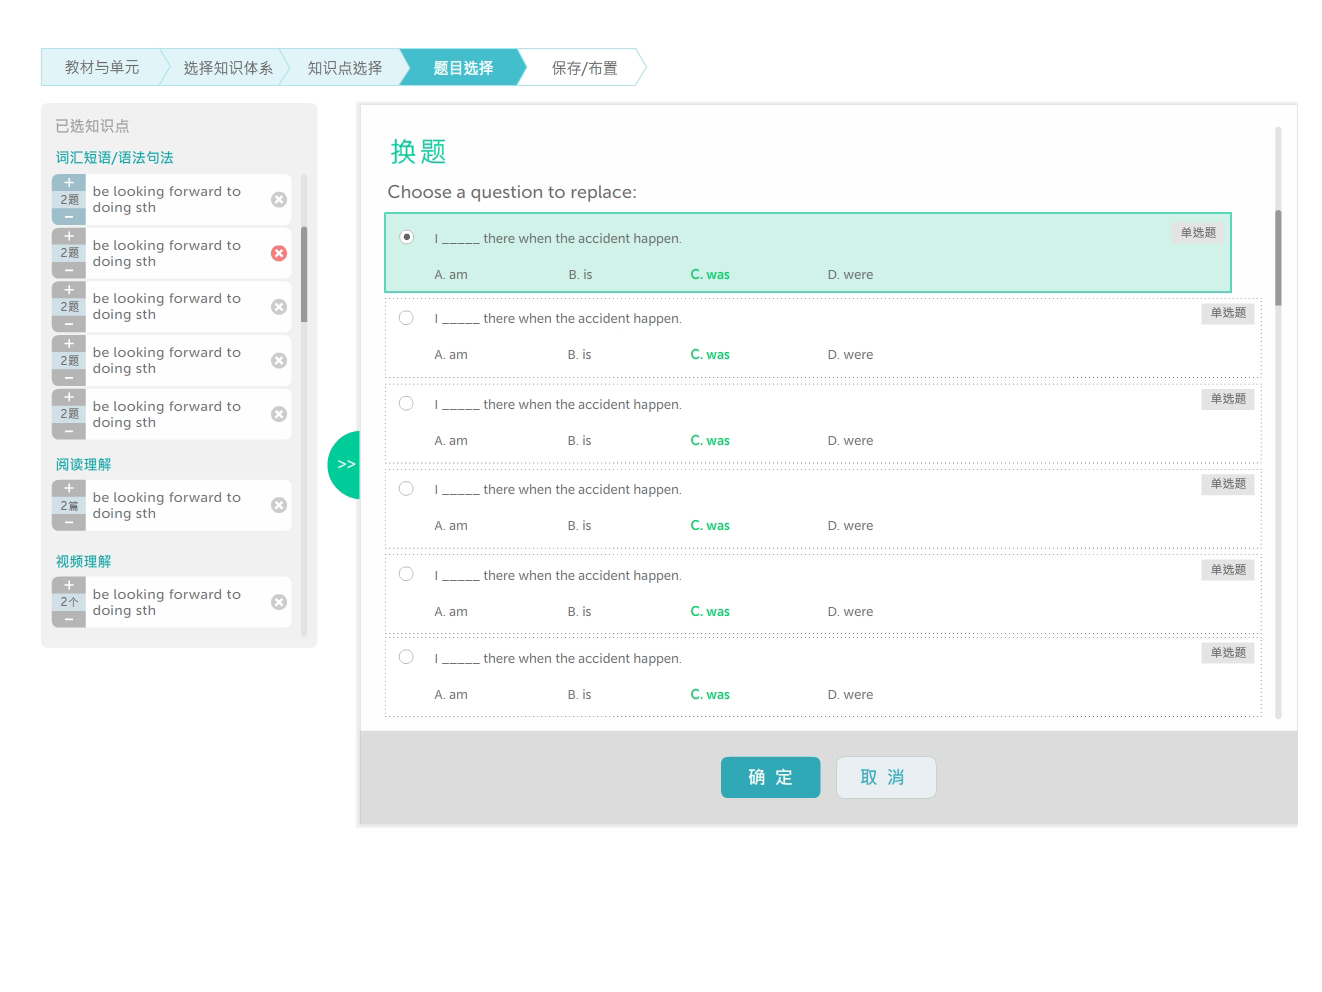 教材与单元 选择知识体系 知识点选择 题目选择 保存/布置
已选知识点
词汇短语/语法句法
+
2题
−
be looking forward to
doing sth
+
2题
−
be looking forward to
doing sth
+
2题
−
be looking forward to
doing sth
+
2题
−
be looking forward to
doing sth
+
2题
−
be looking forward to
doing sth
阅读理解
+
2篇
−
be looking forward to
doing sth
视频理解
+
2个
−
be looking forward to
doing sth
>>
换题
Choose a question to replace:
I _____ there when the accident happen. 单选题
A. am B. is C. was D. were
I _____ there when the accident happen. 单选题
A. am B. is C. was D. were
I _____ there when the accident happen. 单选题
A. am B. is C. was D. were
I _____ there when the accident happen. 单选题
A. am B. is C. was D. were
I _____ there when the accident happen. 单选题
A. am B. is C. was D. were
I _____ there when the accident happen. 单选题
A. am B. is C. was D. were
确 定 取 消